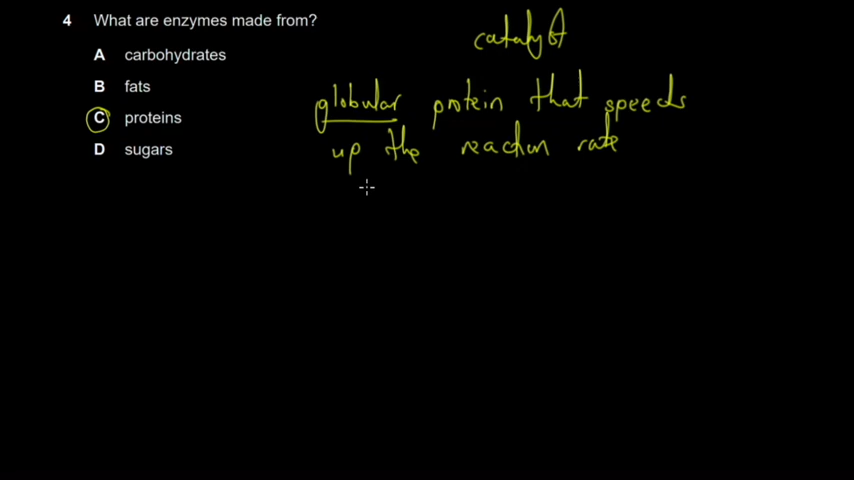 4 What are enzymes made from?
A carbohydrates
B fats
C proteins
D sugars
catalyst
globular protein that speeds
up the reaction rate